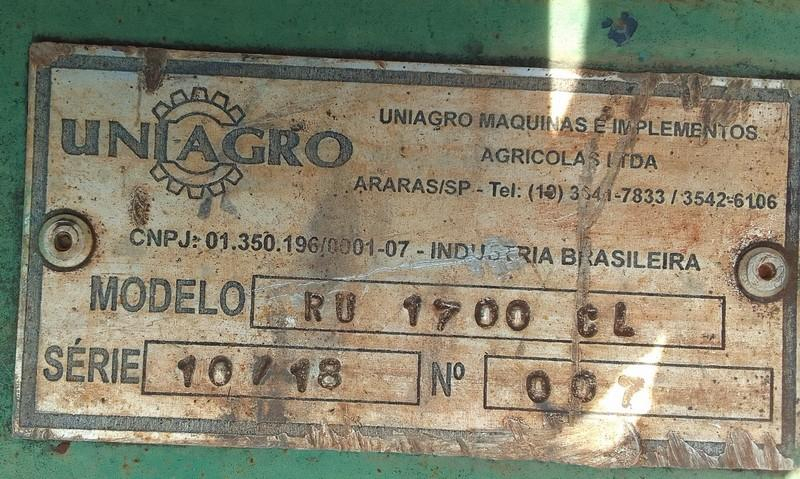 UNIAGRO
UNIAGRO MAQUINAS E IMPLEMENTOS
AGRICOLAS LTDA
ARARAS/SP - Tel: (19) 3541-7833 / 3542-6106
CNPJ: 01.350.196/0001-07 - INDUSTRIA BRASILEIRA
MODELO RU 1700 CL
SÉRIE 10/18 Nº 007